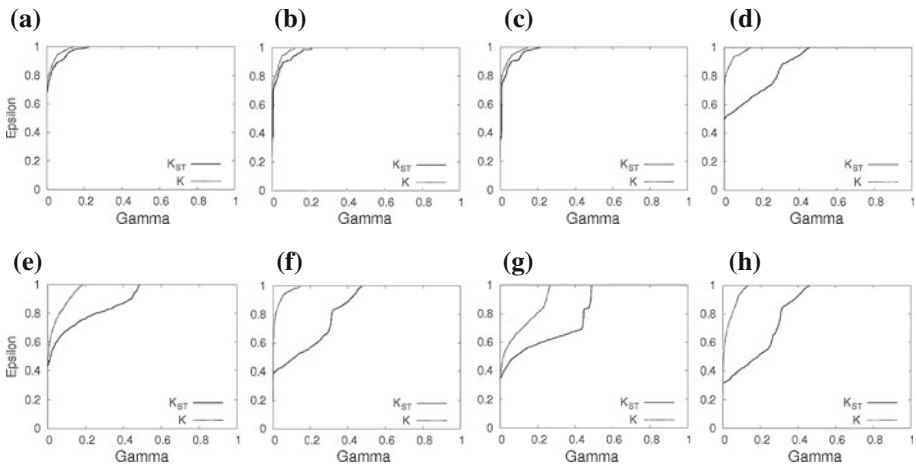 (a) (b) (c) (d)
1 1 1 1
0.8 0.8 0.8 0.8
0.6 0.6 0.6 0.6
Epsilon
0.4 0.4 0.4 0.4
0.2 0.2 0.2 0.2
K_ST K_ST K_ST K_ST
K K K K
0 0 0 0
0 0.2 0.4 0.6 0.8 1 0 0.2 0.4 0.6 0.8 1 0 0.2 0.4 0.6 0.8 1 0 0.2 0.4 0.6 0.8 1
Gamma Gamma Gamma Gamma
(e) (f) (g) (h)
1 1 1 1
0.8 0.8 0.8 0.8
0.6 0.6 0.6 0.6
Epsilon
0.4 0.4 0.4 0.4
0.2 0.2 0.2 0.2
K_ST K_ST K_ST K_ST
K K K K
0 0 0 0
0 0.2 0.4 0.6 0.8 1 0 0.2 0.4 0.6 0.8 1 0 0.2 0.4 0.6 0.8 1 0 0.2 0.4 0.6 0.8 1
Gamma Gamma Gamma Gamma